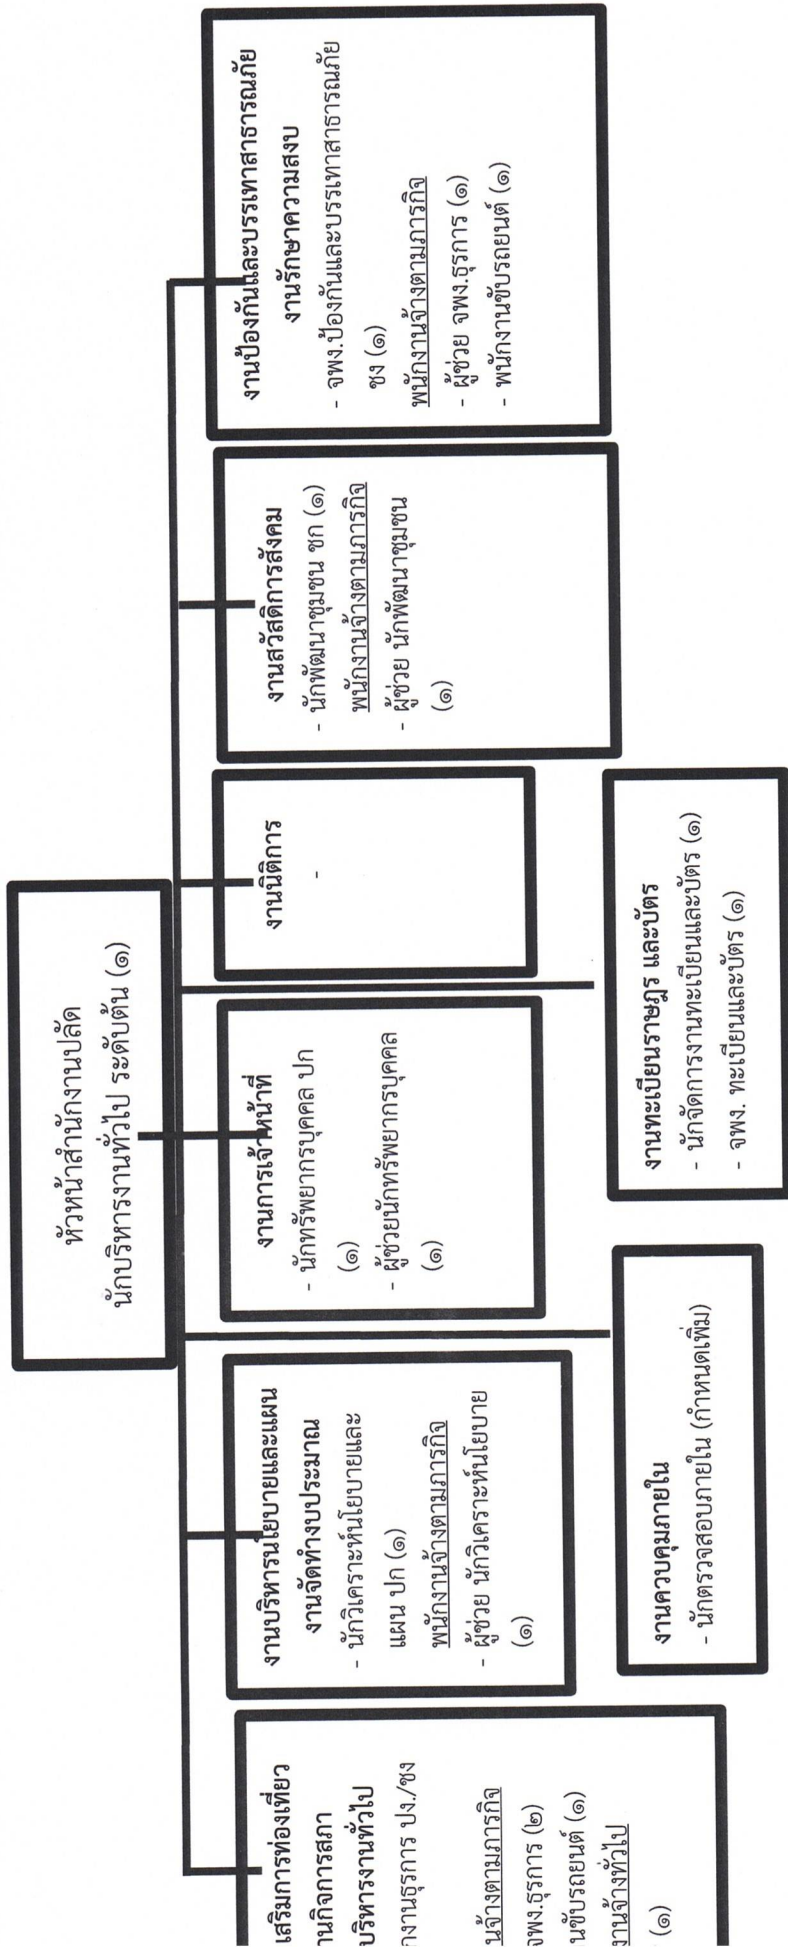 หัวหน้าสำนักงานปลัด
นักบริหารงานทั่วไป ระดับต้น (๑)
เสริมการท่องเที่ยว
านกิจการสภา
บริหารงานทั่วไป
กงานธุรการ ปง./ชง
นจ้างตามภารกิจ
จพง.ธุรการ (๒)
านขับรถยนต์ (๑)
งานจ้างทั่วไป
(๑)
งานบริหารนโยบายและแผน
งานจัดทำงบประมาณ
- นักวิเคราะห์นโยบายและ
แผน ปก (๑)
พนักงานจ้างตามภารกิจ
- ผู้ช่วย นักวิเคราะห์นโยบาย
(๑)
งานการเจ้าหน้าที่
- นักทรัพยากรบุคคล ปก
(๑)
- ผู้ช่วยนักทรัพยากรบุคคล
(๑)
งานนิติการ
-
งานสวัสดิการสังคม
- นักพัฒนาชุมชน ชก (๑)
พนักงานจ้างตามภารกิจ
- ผู้ช่วย นักพัฒนาชุมชน
(๑)
งานป้องกันและบรรเทาสาธารณภัย
งานรักษาความสงบ
- จพง.ป้องกันและบรรเทาสาธารณภัย
ชง (๑)
พนักงานจ้างตามภารกิจ
- ผู้ช่วย จพง.ธุรการ (๑)
- พนักงานขับรถยนต์ (๑)
งานควบคุมภายใน
- นักตรวจสอบภายใน (กำหนดเพิ่ม)
งานทะเบียนราษฎร และบัตร
- นักจัดการงานทะเบียนและบัตร (๑)
- จพง. ทะเบียนและบัตร (๑)